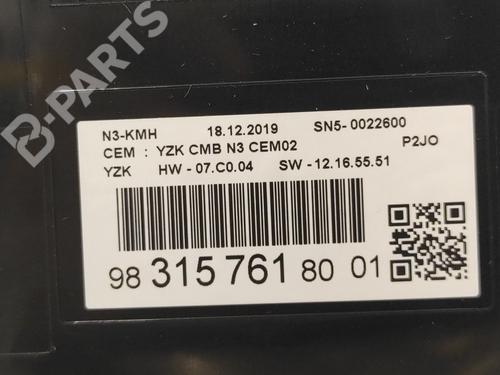 B-PARTS
N3-KMH 18.12.2019 SN5- 0022600
CEM : YZK CMB N3 CEM02 P2JO
YZK HW - 07.C0.04 SW - 12.16.55.51
98 315 761 80 01